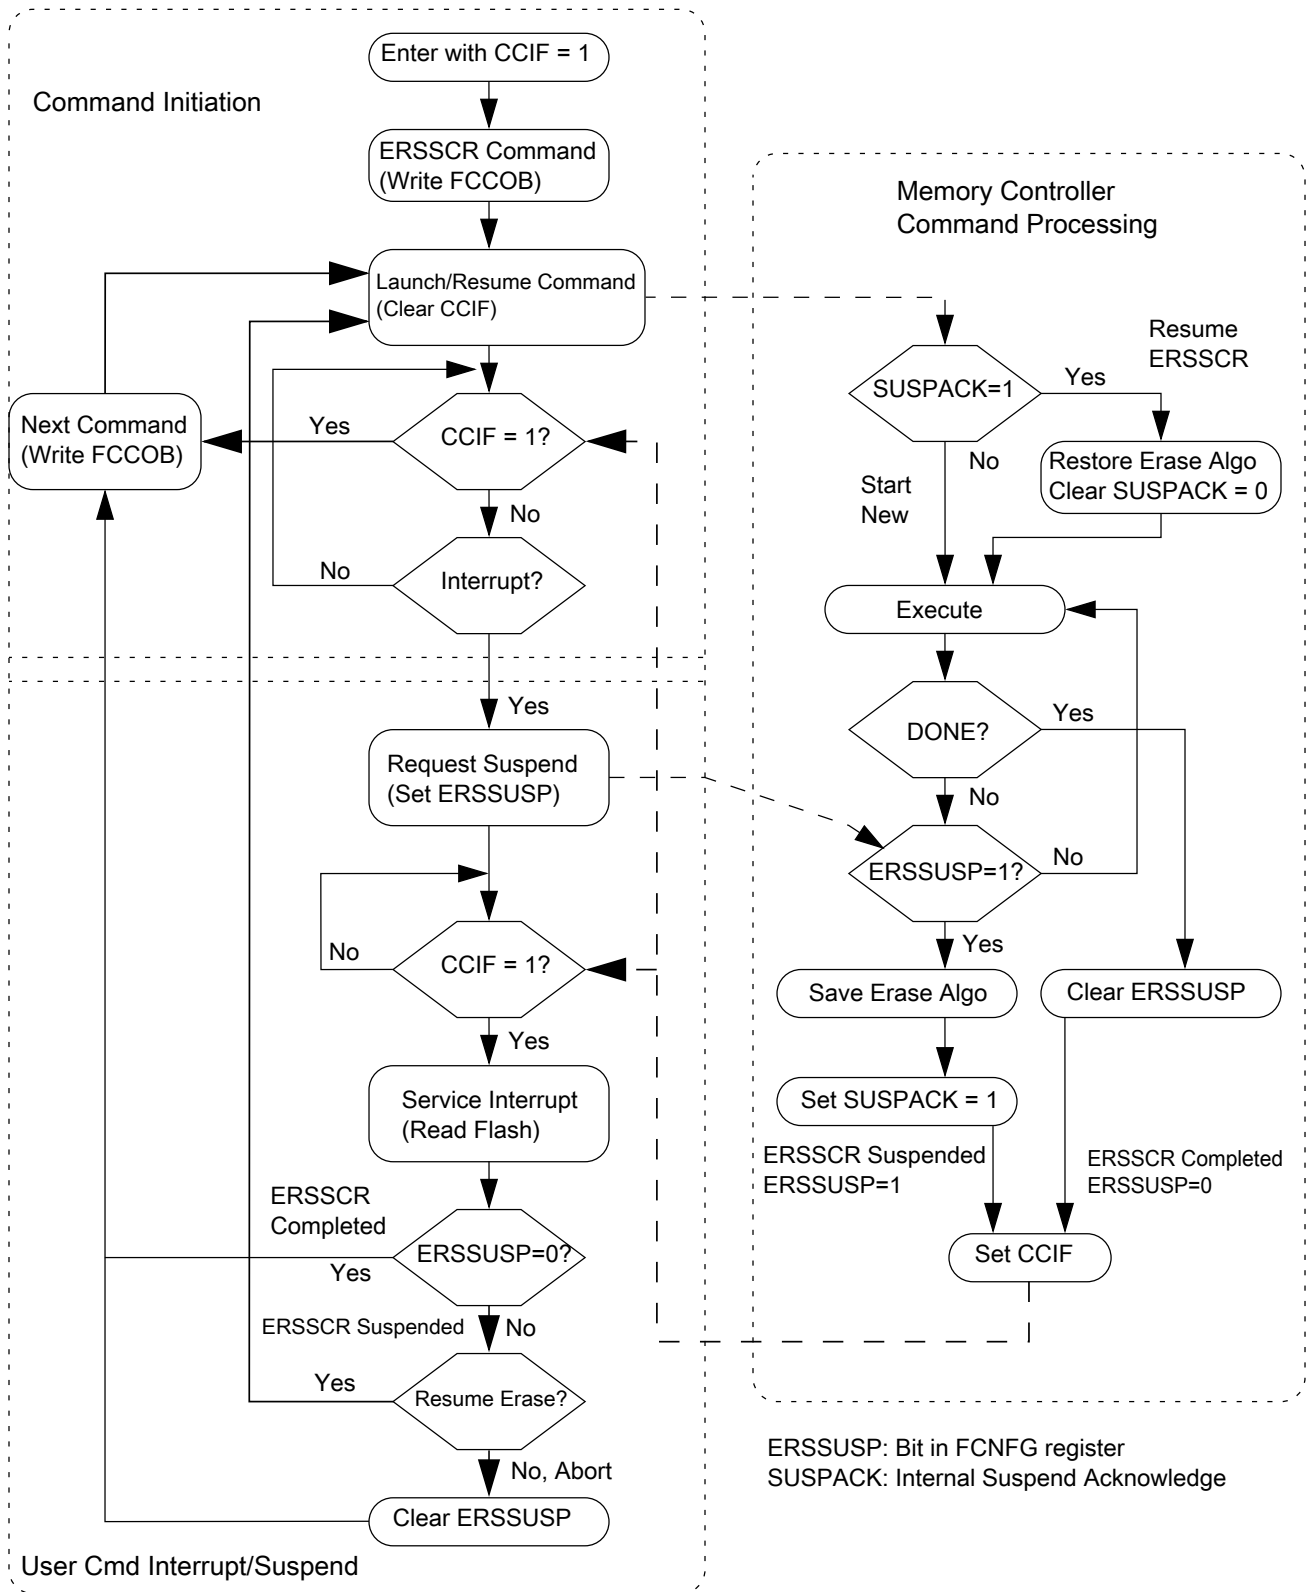 Enter with CCIF = 1
Command Initiation
ERSSCR Command
(Write FCCOB)
Memory Controller
Command Processing
Launch/Resume Command
(Clear CCIF)
Resume
ERSSCR
SUSPACK=1
Yes
Next Command
(Write FCCOB)
Yes
CCIF = 1?
No
Restore Erase Algo
Clear SUSPACK = 0
Start
New
No
No
Interrupt?
Execute
Yes
Yes
DONE?
Request Suspend
(Set ERSSUSP)
No
ERSSUSP=1?
No
No
CCIF = 1?
Yes
Save Erase Algo
Clear ERSSUSP
Yes
Service Interrupt
(Read Flash)
Set SUSPACK = 1
ERSSCR Suspended
ERSSUSP=1
ERSSCR Completed
ERSSUSP=0
ERSSCR
Completed
ERSSUSP=0?
Yes
Set CCIF
ERSSCR Suspended
No
Yes
Resume Erase?
No, Abort
ERSSUSP: Bit in FCNFG register
SUSPACK: Internal Suspend Acknowledge
Clear ERSSUSP
User Cmd Interrupt/Suspend